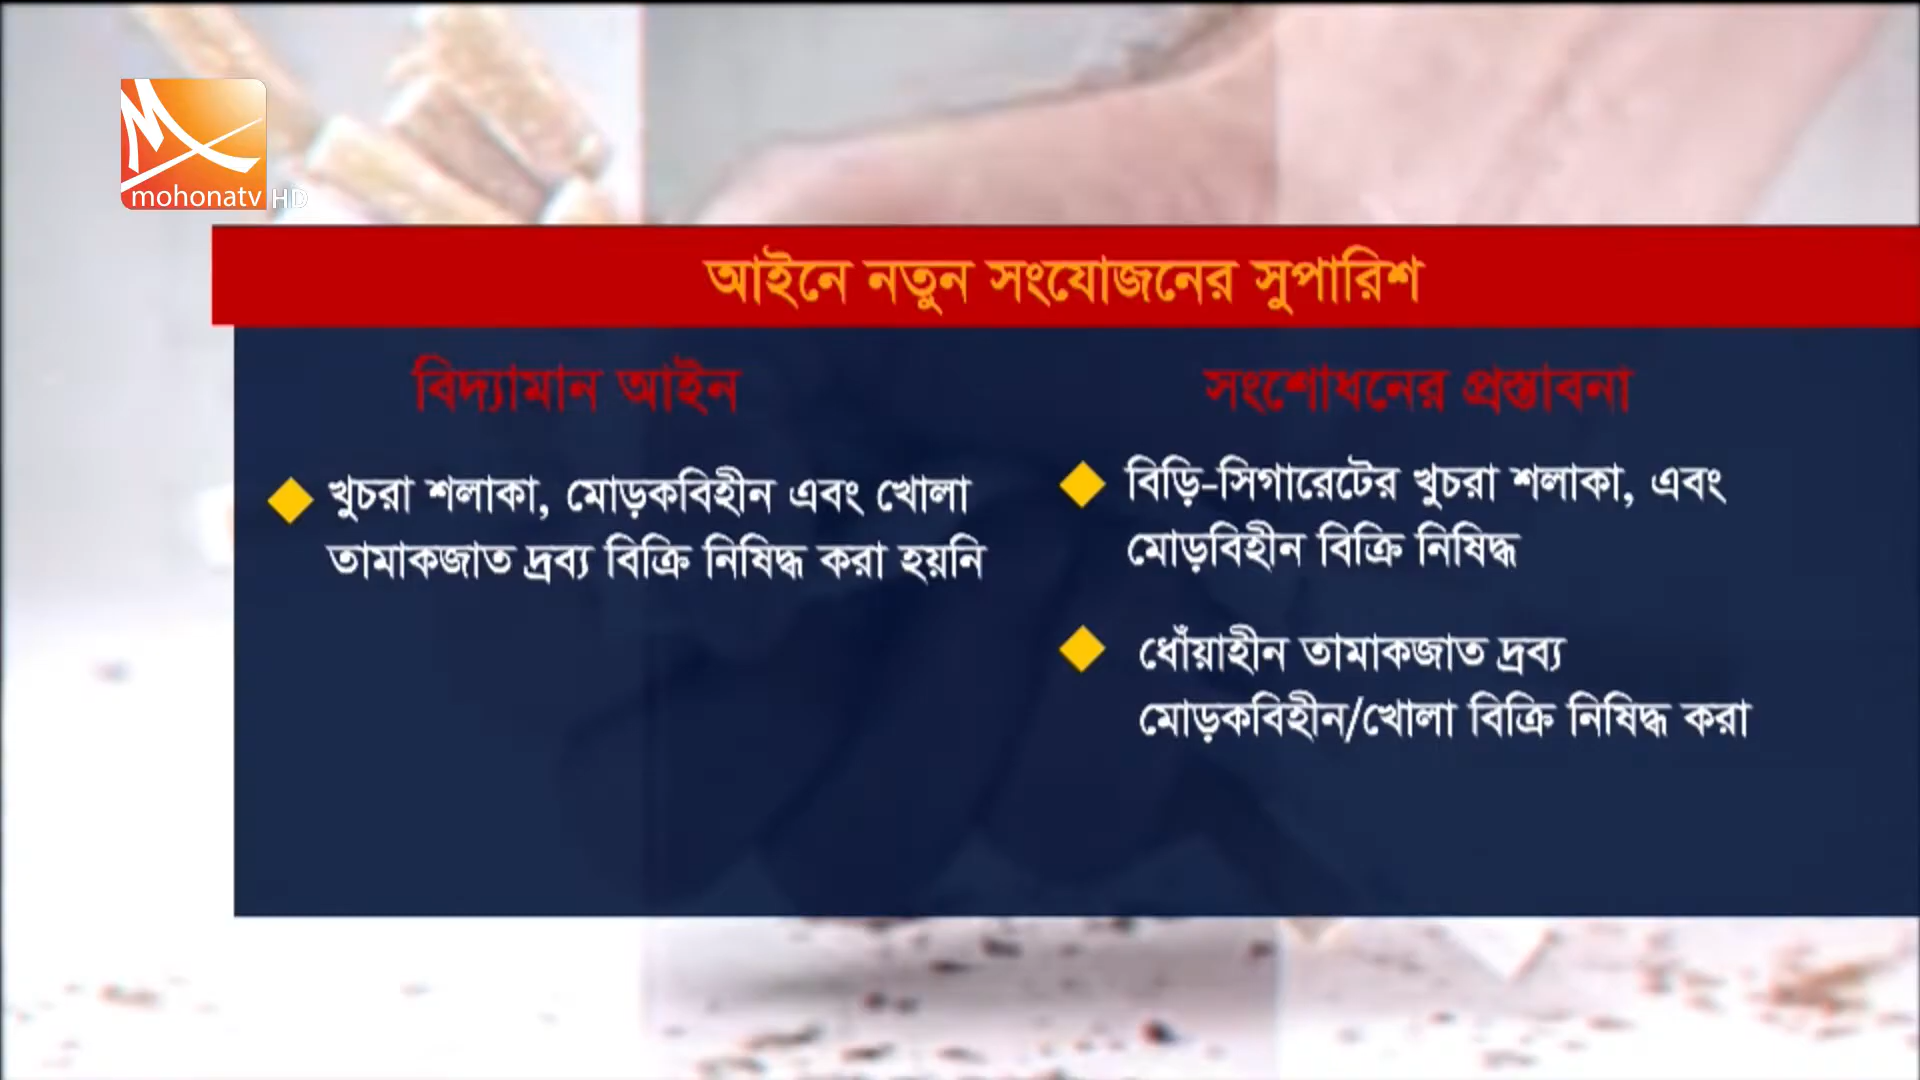 mohonatv HD
আইনে নতুন সংযোজনের সুপারিশ
বিদ্যামান আইন
খুচরা শলাকা, মোড়কবিহীন এবং খোলা
তামাকজাত দ্রব্য বিক্রি নিষিদ্ধ করা হয়নি
সংশোধনের প্রস্তাবনা
বিড়ি-সিগারেটের খুচরা শলাকা, এবং
মোড়বিহীন বিক্রি নিষিদ্ধ
ধোঁয়াহীন তামাকজাত দ্রব্য
মোড়কবিহীন/খোলা বিক্রি নিষিদ্ধ করা